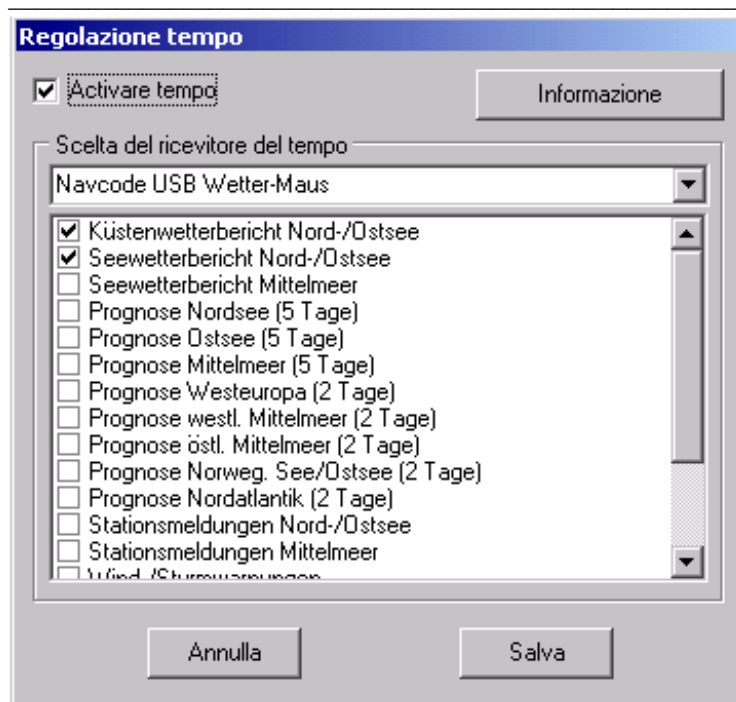 Regolazione tempo
Activare tempo
Informazione
Scelta del ricevitore del tempo
Navcode USB Wetter-Maus
Küstenwetterbericht Nord-/Ostsee
Seewetterbericht Nord-/Ostsee
Seewetterbericht Mittelmeer
Prognose Nordsee (5 Tage)
Prognose Ostsee (5 Tage)
Prognose Mittelmeer (5 Tage)
Prognose Westeuropa (2 Tage)
Prognose westl. Mittelmeer (2 Tage)
Prognose östl. Mittelmeer (2 Tage)
Prognose Norweg. See/Ostsee (2 Tage)
Prognose Nordatlantik (2 Tage)
Stationsmeldungen Nord-/Ostsee
Stationsmeldungen Mittelmeer
Wind-/Sturmwarnungen
Annulla
Salva